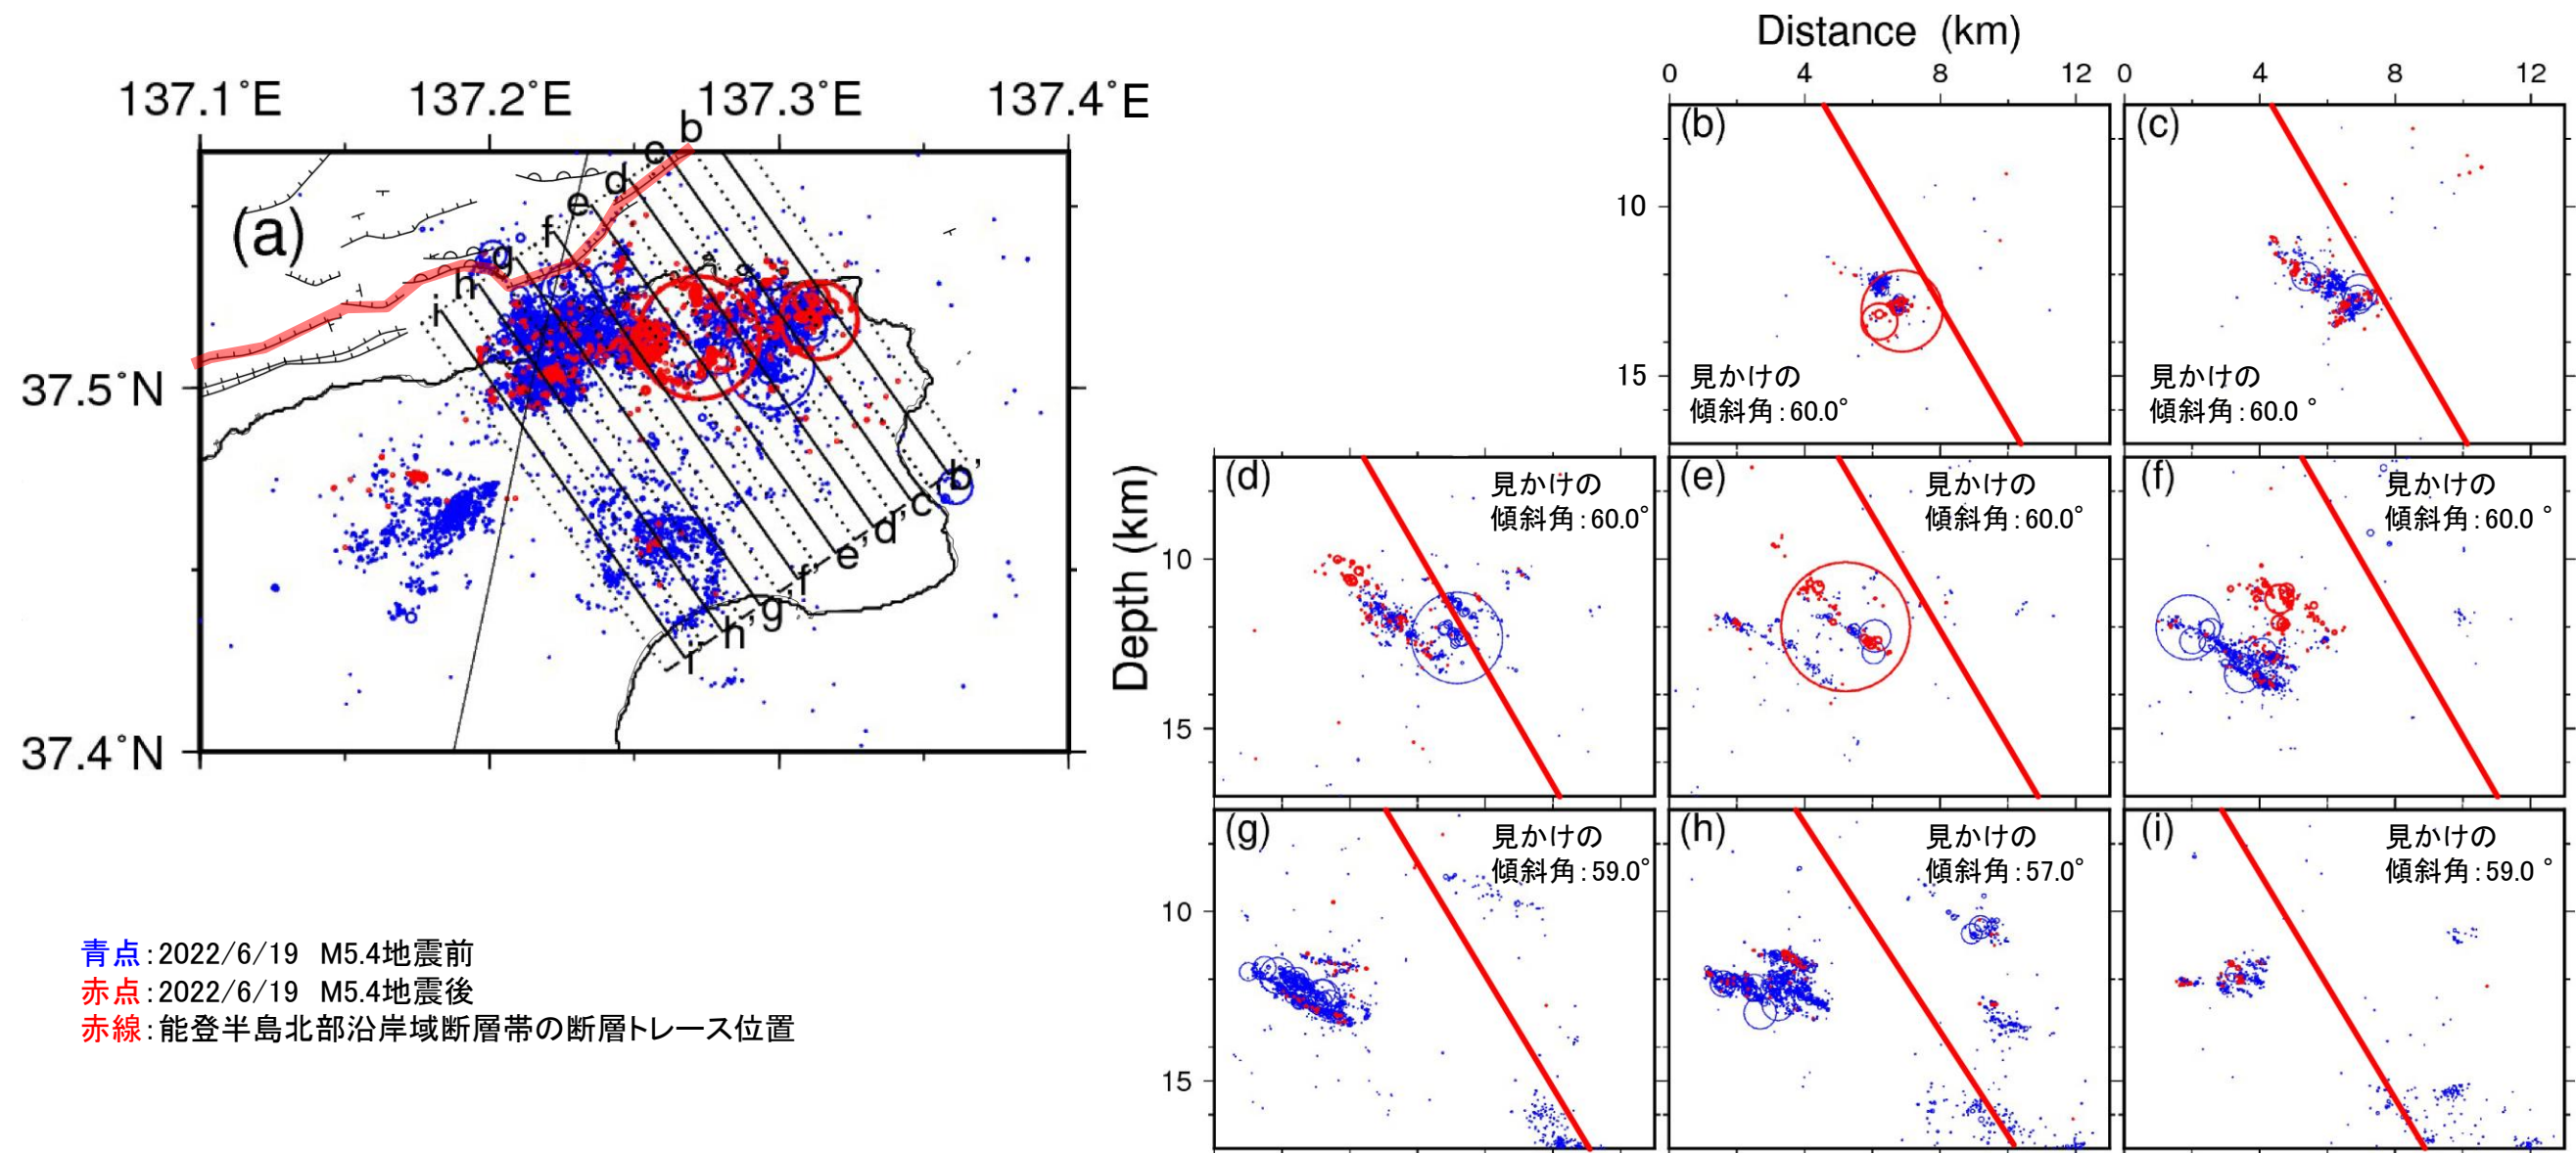 137.1°E 137.2°E 137.3°E 137.4°E
37.5°N
37.4°N
(a)
b
c
d
e
f
g
h
i
b'
c'
d'
e'
f'
g'
h'
i'
青点:2022/6/19 M5.4地震前
赤点:2022/6/19 M5.4地震後
赤線:能登半島北部沿岸域断層帯の断層トレース位置
Distance (km)
0 4 8 12 0 4 8 12
Depth (km)
10
15
(b)
見かけの
傾斜角:60.0°
(c)
見かけの
傾斜角:60.0°
10
15
(d)
見かけの
傾斜角:60.0°
(e)
見かけの
傾斜角:60.0°
(f)
見かけの
傾斜角:60.0°
10
15
(g)
見かけの
傾斜角:59.0°
(h)
見かけの
傾斜角:57.0°
(i)
見かけの
傾斜角:59.0°